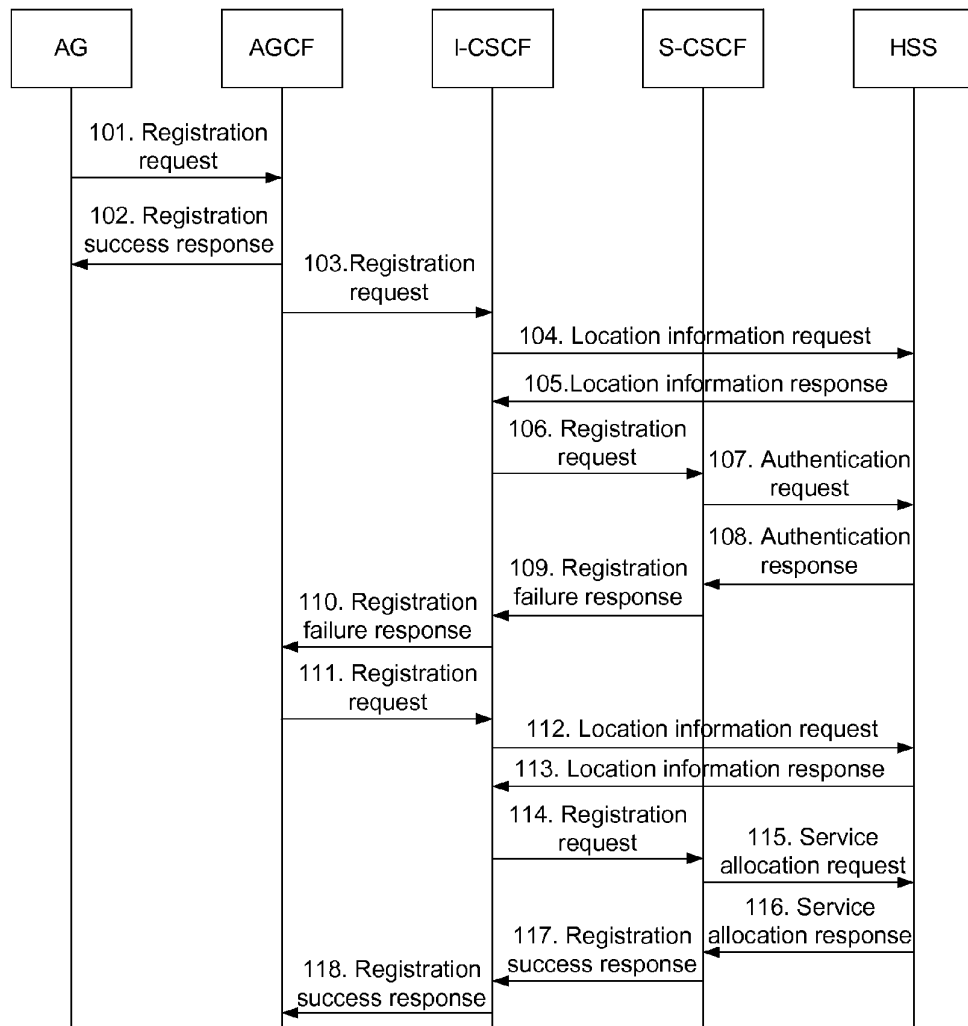 AG
AGCF
I-CSCF
S-CSCF
HSS
101. Registration
request
102. Registration
success response
103.Registration
request
104. Location information request
105.Location information response
106. Registration
request
107. Authentication
request
108. Authentication
response
109. Registration
failure response
110. Registration
failure response
111. Registration
request
112. Location information request
113. Location information response
114. Registration
request
115. Service
allocation request
116. Service
allocation response
117. Registration
success response
118. Registration
success response